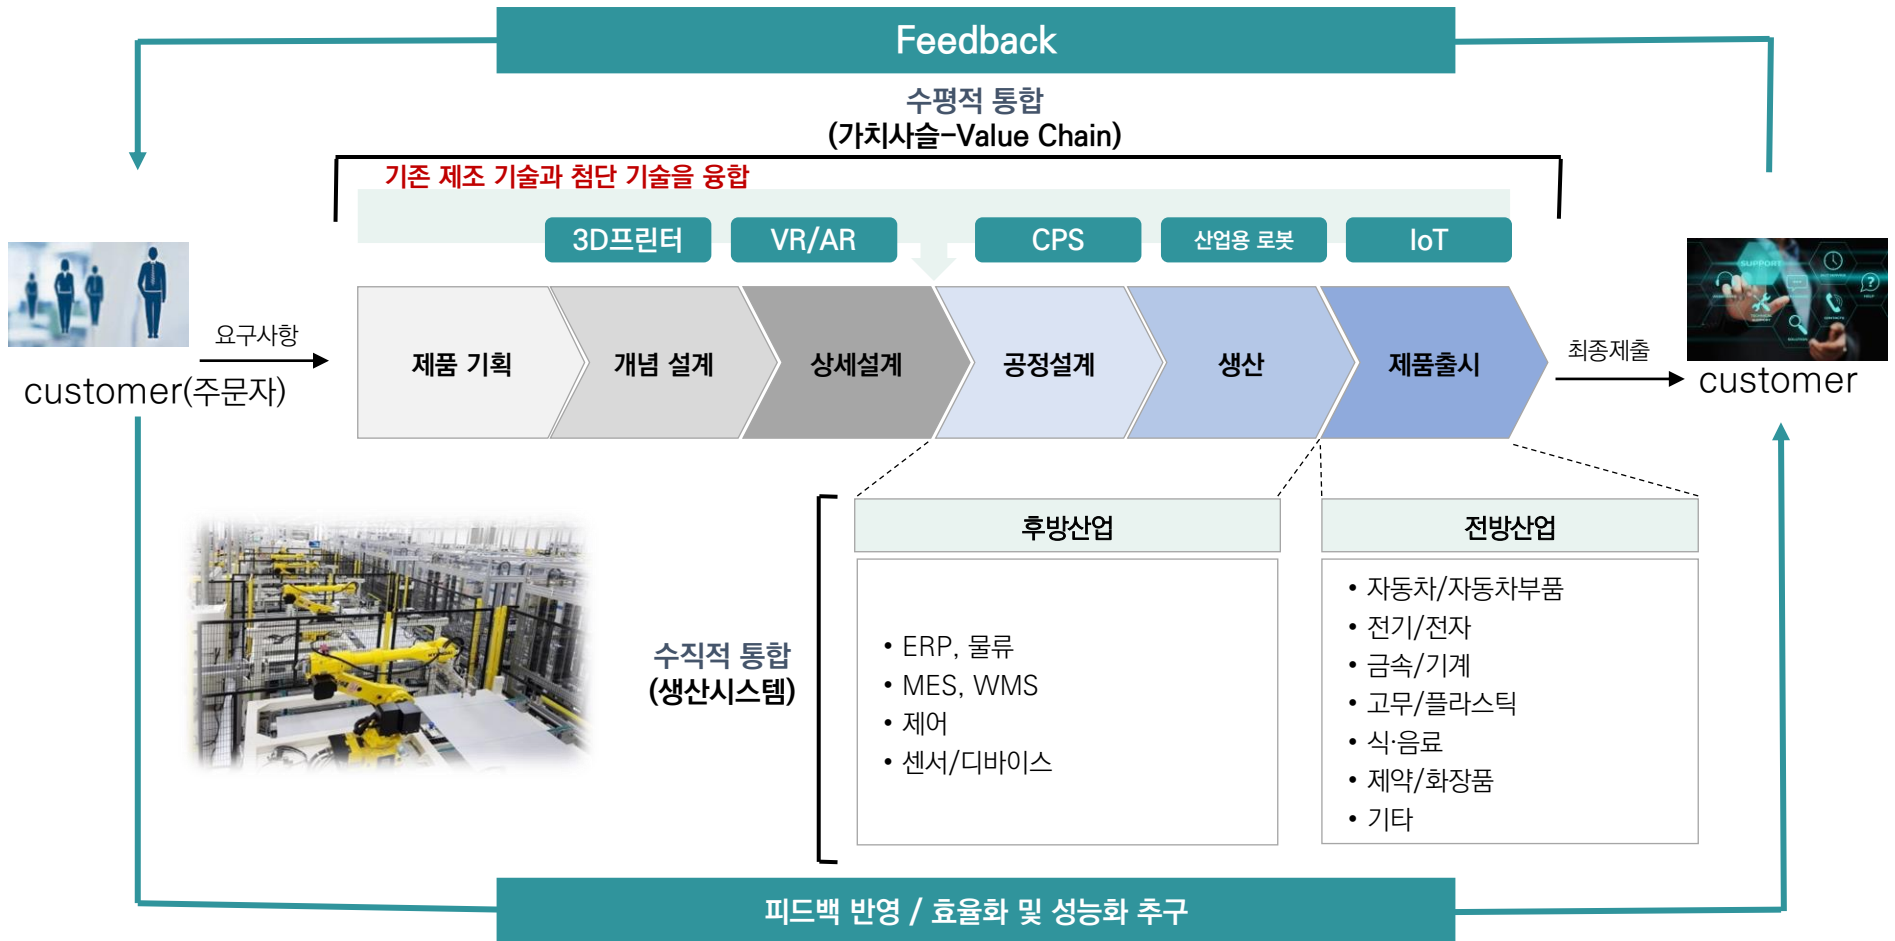 Feedback
수평적 통합
(가치사슬-Value Chain)
기존 제조 기술과 첨단 기술을 융합
3D프린터
VR/AR
CPS
산업용 로봇
IoT
요구사항
customer(주문자)
제품 기획
개념 설계
상세설계
공정설계
생산
제품출시
최종제출
SUPPORT
HELP
customer
후방산업
전방산업
수직적 통합
(생산시스템)
• ERP, 물류
• MES, WMS
• 제어
• 센서/디바이스
• 자동차/자동차부품
• 전기/전자
• 금속/기계
• 고무/플라스틱
• 식·음료
• 제약/화장품
• 기타
피드백 반영 / 효율화 및 성능화 추구